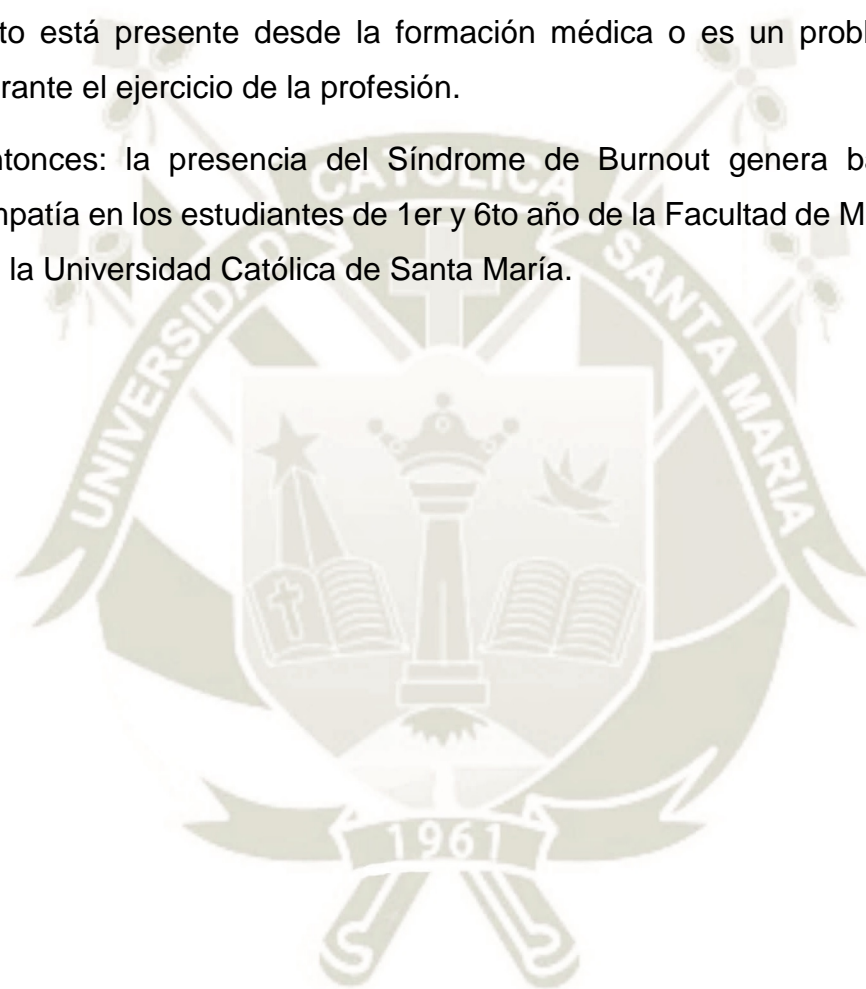 to está presente desde la formación médica o es un probl
rante el ejercicio de la profesión.
ntonces: la presencia del Síndrome de Burnout genera ba
npatía en los estudiantes de 1er y 6to año de la Facultad de M
la Universidad Católica de Santa María.
UNIVERSIDAD CATOLICA SANTA MARIA
1961